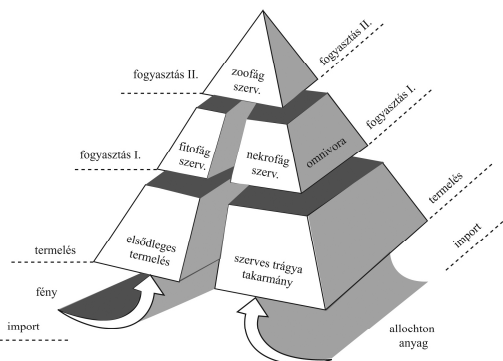 fogyasztás II.
zoofág
szerv.
fogyasztás II.
fogyasztás I.
fitofág
szerv.
nekrofág
szerv.
omnivora
fogyasztás I.
termelés
elsődleges
termelés
szerves trágya
takarmány
termelés
import
fény
import
allochton
anyag